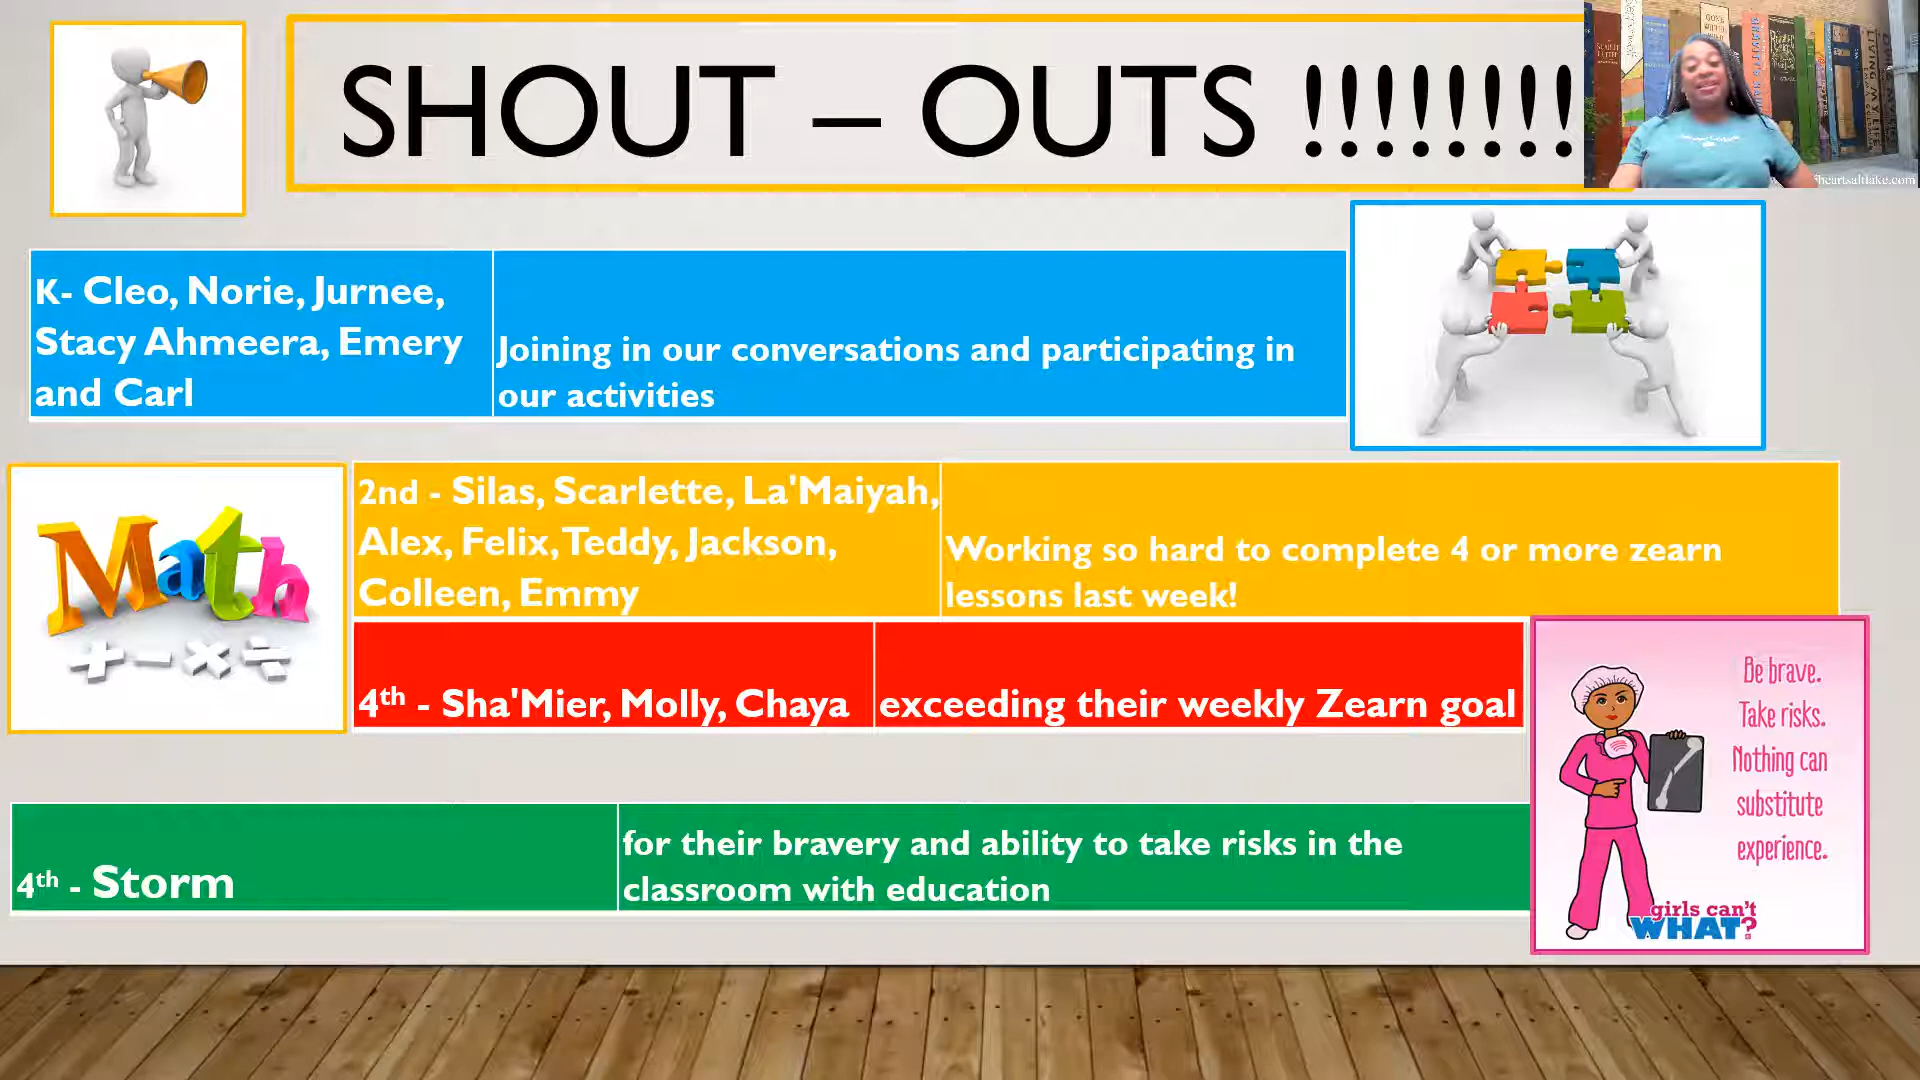 SHOUT – OUTS !!!!!!!!
heartsaltlake.com
K- Cleo, Norie, Jurnee,
Stacy Ahmeera, Emery
and Carl
Joining in our conversations and participating in
our activities
Math
2nd - Silas, Scarlette, La'Maiyah,
Alex, Felix, Teddy, Jackson,
Colleen, Emmy
Working so hard to complete 4 or more zearn
lessons last week!
4th - Sha'Mier, Molly, Chaya
exceeding their weekly Zearn goal
4th - Storm
for their bravery and ability to take risks in the
classroom with education
Be brave.
Take risks.
Nothing can
substitute
experience.
girls can't
WHAT?